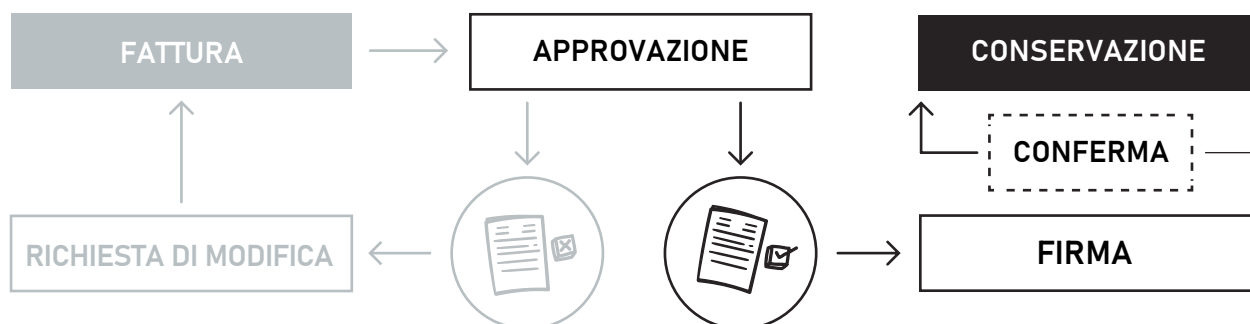 FATTURA
APPROVAZIONE
CONSERVAZIONE
CONFERMA
RICHIESTA DI MODIFICA
FIRMA